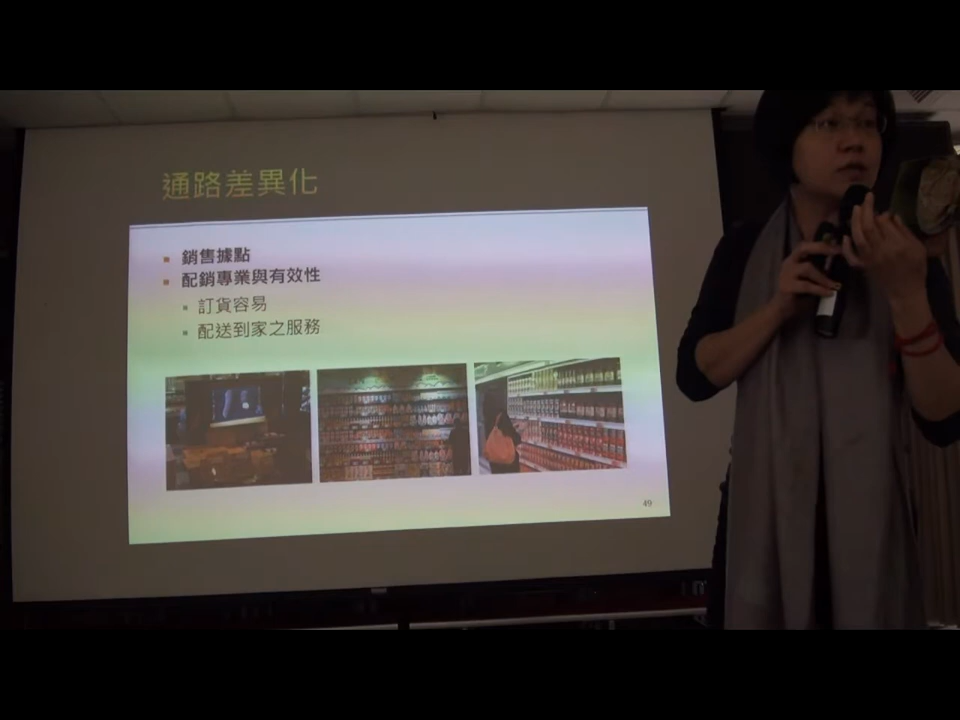 通路差異化
銷售據點
配銷專業與有效性
訂貨容易
配送到家之服務
49